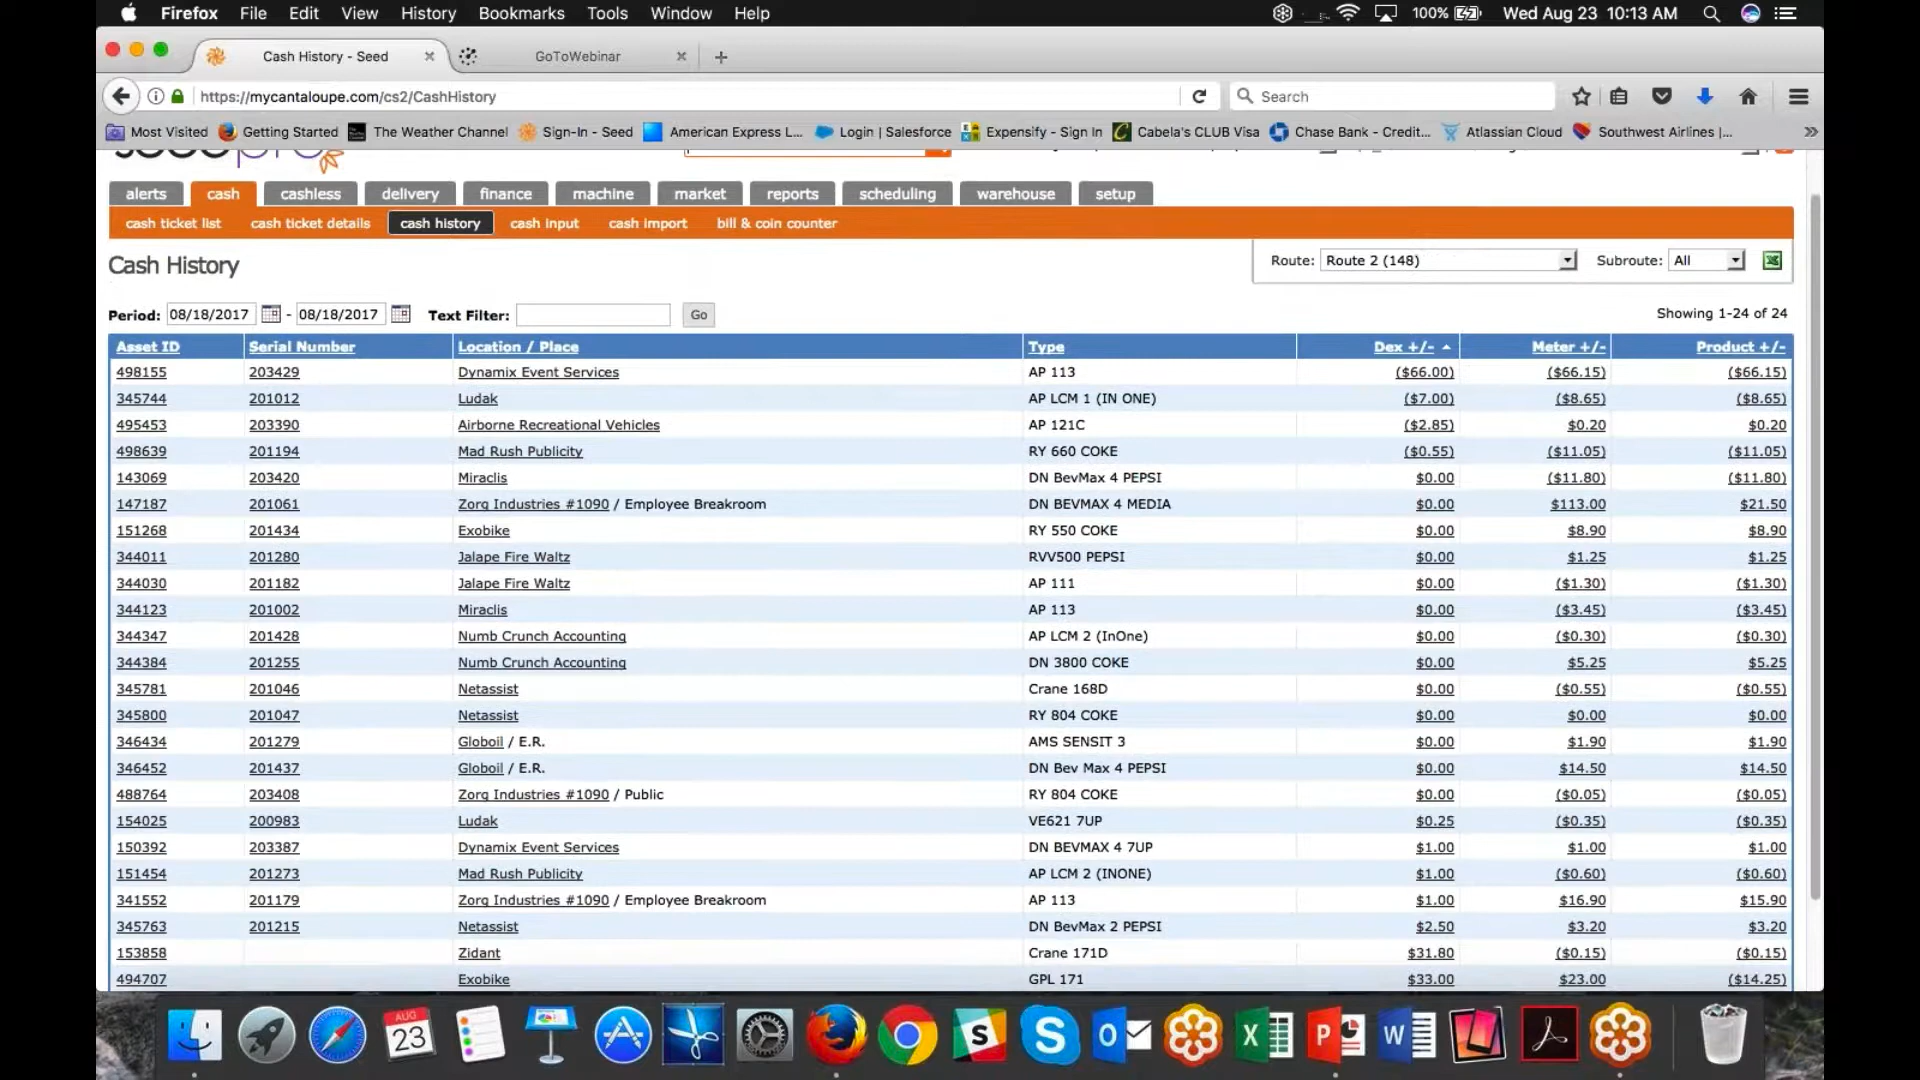 Firefox File Edit View History Bookmarks Tools Window Help 100% Wed Aug 23 10:13 AM
Cash History - Seed GoToWebinar
https://mycantaloupe.com/cs2/CashHistory Search
Most Visited Getting Started The Weather Channel Sign-In - Seed American Express L... Login | Salesforce Expensify - Sign In Cabela's CLUB Visa Chase Bank - Credit... Atlassian Cloud Southwest Airlines |...
alerts cash cashless delivery finance machine market reports scheduling warehouse setup
cash ticket list cash ticket details cash history cash input cash import bill & coin counter
Cash History Route: Route 2 (148) Subroute: All
Period: 08/18/2017 - 08/18/2017 Text Filter: Go Showing 1-24 of 24
Asset ID Serial Number Location / Place Type Dex +/- Meter +/- Product +/-
498155 203429 Dynamix Event Services AP 113 ($66.00) ($66.15) ($66.15)
345744 201012 Ludak AP LCM 1 (IN ONE) ($7.00) ($8.65) ($8.65)
495453 203390 Airborne Recreational Vehicles AP 121C ($2.85) $0.20 $0.20
498639 201194 Mad Rush Publicity RY 660 COKE ($0.55) ($11.05) ($11.05)
143069 203420 Miraclis DN BevMax 4 PEPSI $0.00 ($11.80) ($11.80)
147187 201061 Zorg Industries #1090 / Employee Breakroom DN BEVMAX 4 MEDIA $0.00 $113.00 $21.50
151268 201434 Exobike RY 550 COKE $0.00 $8.90 $8.90
344011 201280 Jalape Fire Waltz RVV500 PEPSI $0.00 $1.25 $1.25
344030 201182 Jalape Fire Waltz AP 111 $0.00 ($1.30) ($1.30)
344123 201002 Miraclis AP 113 $0.00 ($3.45) ($3.45)
344347 201428 Numb Crunch Accounting AP LCM 2 (InOne) $0.00 ($0.30) ($0.30)
344384 201255 Numb Crunch Accounting DN 3800 COKE $0.00 $5.25 $5.25
345781 201046 Netassist Crane 168D $0.00 ($0.55) ($0.55)
345800 201047 Netassist RY 804 COKE $0.00 $0.00 $0.00
346434 201279 Globoil / E.R. AMS SENSIT 3 $0.00 $1.90 $1.90
346452 201437 Globoil / E.R. DN Bev Max 4 PEPSI $0.00 $14.50 $14.50
488764 203408 Zorg Industries #1090 / Public RY 804 COKE $0.00 ($0.05) ($0.05)
154025 200983 Ludak VE621 7UP $0.25 ($0.35) ($0.35)
150392 203387 Dynamix Event Services DN BEVMAX 4 7UP $1.00 $1.00 $1.00
151454 201273 Mad Rush Publicity AP LCM 2 (INONE) $1.00 ($0.60) ($0.60)
341552 201179 Zorg Industries #1090 / Employee Breakroom AP 113 $1.00 $16.90 $15.90
345763 201215 Netassist DN BevMax 2 PEPSI $2.50 $3.20 $3.20
153858 Zidant Crane 171D $31.80 ($0.15) ($0.15)
494707 Exobike GPL 171 $33.00 $23.00 ($14.25)
AUG
23